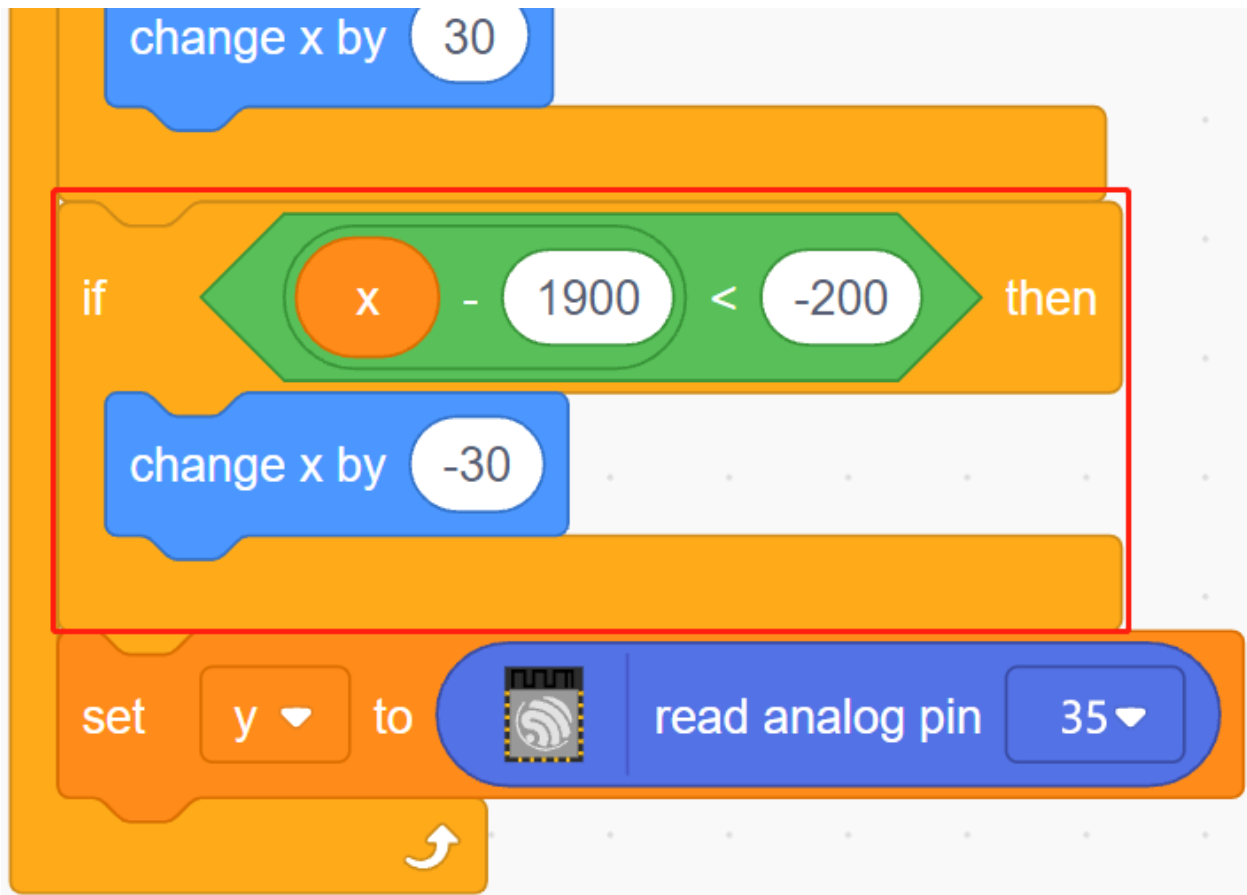 change x by 30
if x - 1900 < -200 then
change x by -30
set y to read analog pin 35